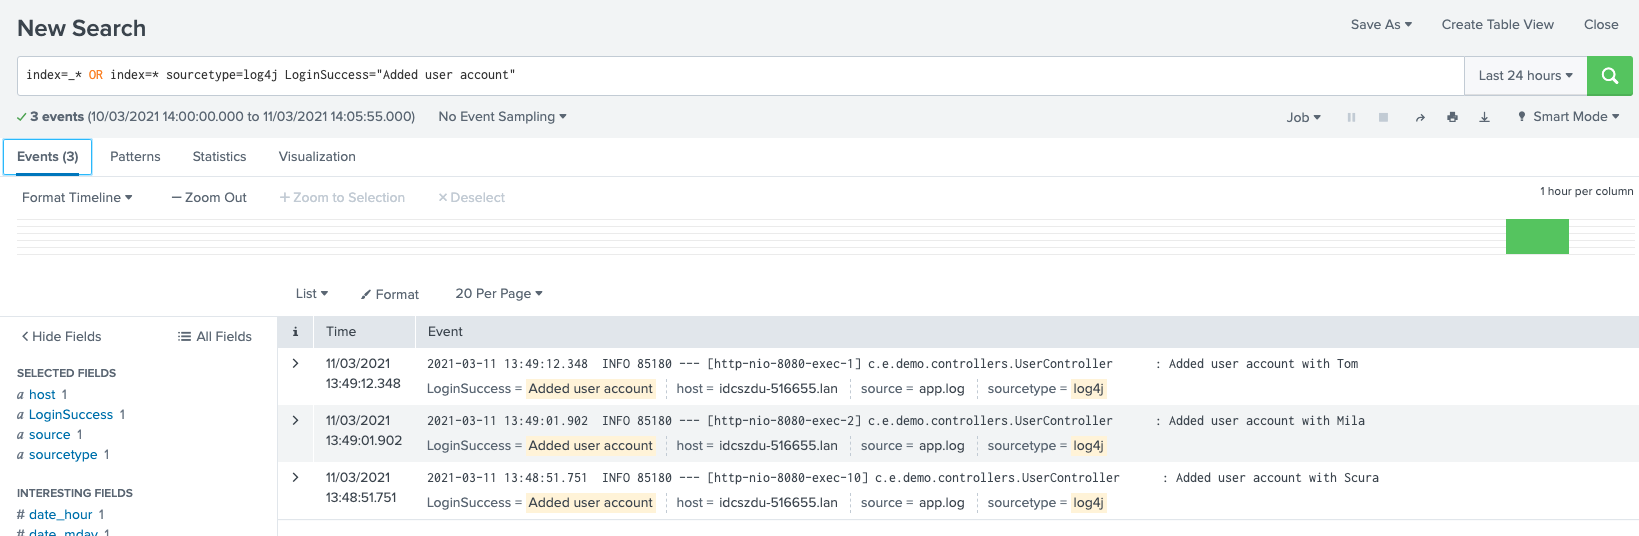 New Search
Save As
Create Table View
Close
index=_* OR index=* sourcetype=log4j LoginSuccess="Added user account"
Last 24 hours
3 events (10/03/2021 14:00:00.000 to 11/03/2021 14:05:55.000)
No Event Sampling
Job
Smart Mode
Events (3)
Patterns
Statistics
Visualization
Format Timeline
— Zoom Out
+ Zoom to Selection
× Deselect
1 hour per column
List
Format
20 Per Page
< Hide Fields
All Fields
i
Time
Event
SELECTED FIELDS
a host 1
a LoginSuccess 1
a source 1
a sourcetype 1
INTERESTING FIELDS
# date_hour 1
# date_mday 1
> 11/03/2021 13:49:12.348
2021-03-11 13:49:12.348  INFO 85180 --- [http-nio-8080-exec-1] c.e.demo.controllers.UserController      : Added user account with Tom
LoginSuccess = Added user account
host = idcszdu-516655.lan
source = app.log
sourcetype = log4j
> 11/03/2021 13:49:01.902
2021-03-11 13:49:01.902  INFO 85180 --- [http-nio-8080-exec-2] c.e.demo.controllers.UserController      : Added user account with Mila
LoginSuccess = Added user account
host = idcszdu-516655.lan
source = app.log
sourcetype = log4j
> 11/03/2021 13:48:51.751
2021-03-11 13:48:51.751  INFO 85180 --- [http-nio-8080-exec-10] c.e.demo.controllers.UserController      : Added user account with Scura
LoginSuccess = Added user account
host = idcszdu-516655.lan
source = app.log
sourcetype = log4j